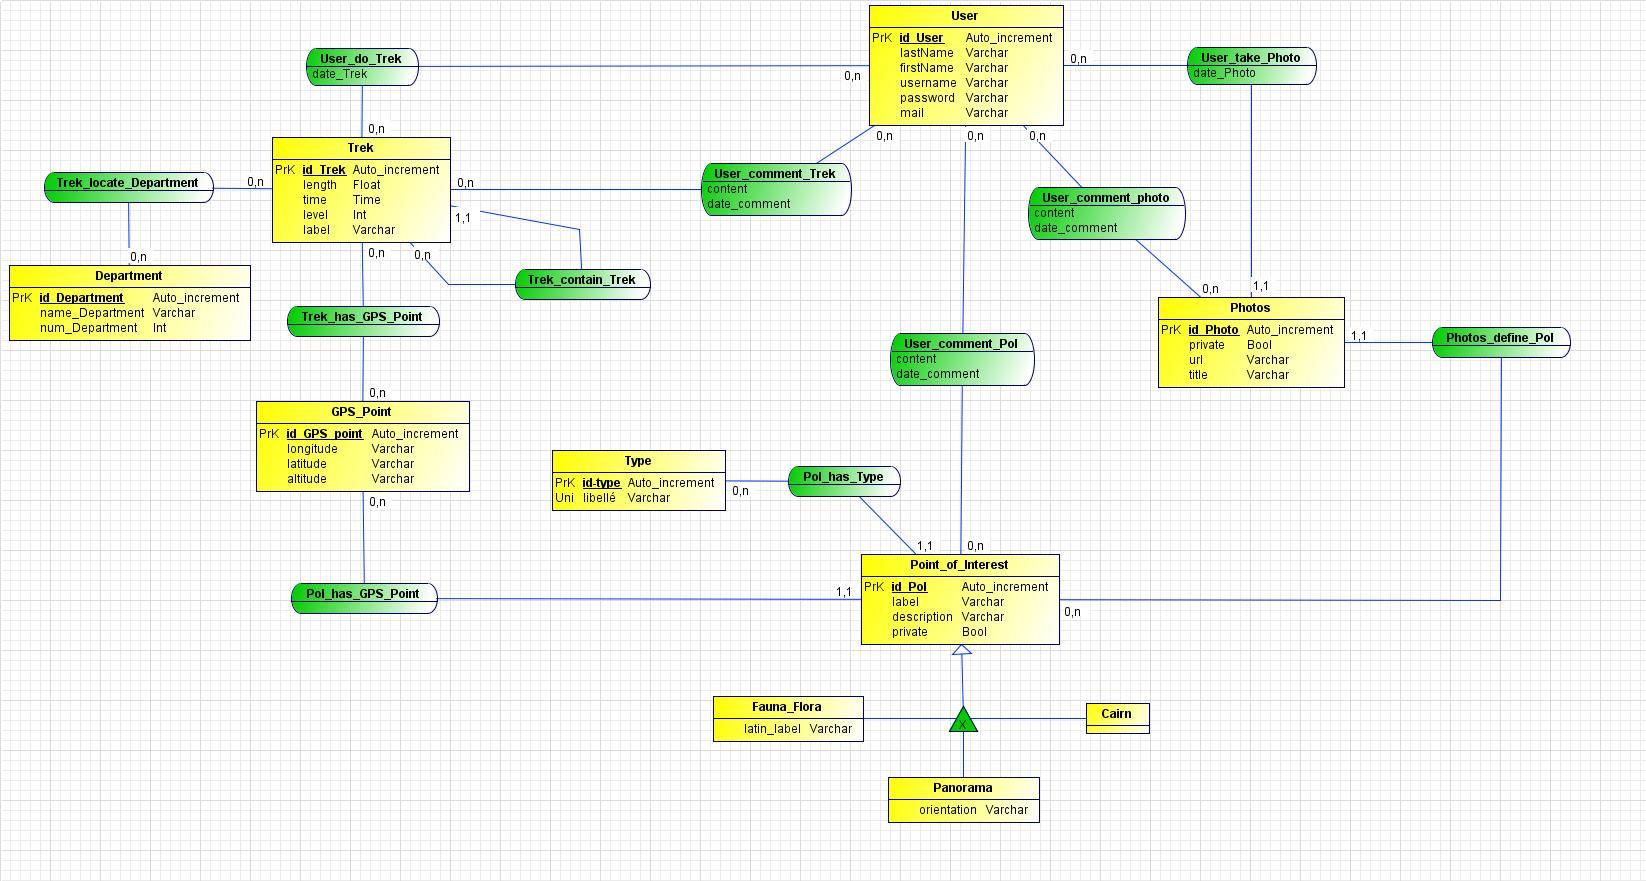 User
PrK id_User Auto_increment
lastName Varchar
firstName Varchar
username Varchar
password Varchar
mail Varchar
User_do_Trek
date_Trek
0,n
0,n
User_take_Photo
date_Photo
0,n
1,1
Trek
PrK id_Trek Auto_increment
length Float
time Time
level Int
label Varchar
Trek_locate_Department
0,n
0,n
Department
PrK id_Department Auto_increment
name_Department Varchar
num_Department Int
User_comment_Trek
content
date_comment
0,n
0,n
User_comment_photo
content
date_comment
0,n
0,n
Trek_contain_Trek
1,1
0,n
Trek_has_GPS_Point
0,n
0,n
GPS_Point
PrK id_GPS_point Auto_increment
longitude Varchar
latitude Varchar
altitude Varchar
0,n
Photos
PrK id_Photo Auto_increment
private Bool
url Varchar
title Varchar
1,1
Photos_define_PoI
User_comment_PoI
content
date_comment
0,n
0,n
Type
PrK id-type Auto_increment
Uni libellé Varchar
0,n
PoI_has_Type
1,1
Point_of_Interest
PrK id_PoI Auto_increment
label Varchar
description Varchar
private Bool
0,n
PoI_has_GPS_Point
1,1
Fauna_Flora
latin_label Varchar
X
Cairn
Panorama
orientation Varchar